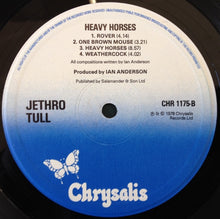 HEAVY HORSES
1. ROVER (4.14)
2. ONE BROWN MOUSE (3.21)
3. HEAVY HORSES (8.57)
4. WEATHERCOCK (4.02)
All compositions written by Ian Anderson
Produced by IAN ANDERSON
Published by Salamander & Son Ltd
JETHRO
TULL
CHR 1175-B
℗ & © 1978 Chrysalis
Records Ltd
Chrysalis